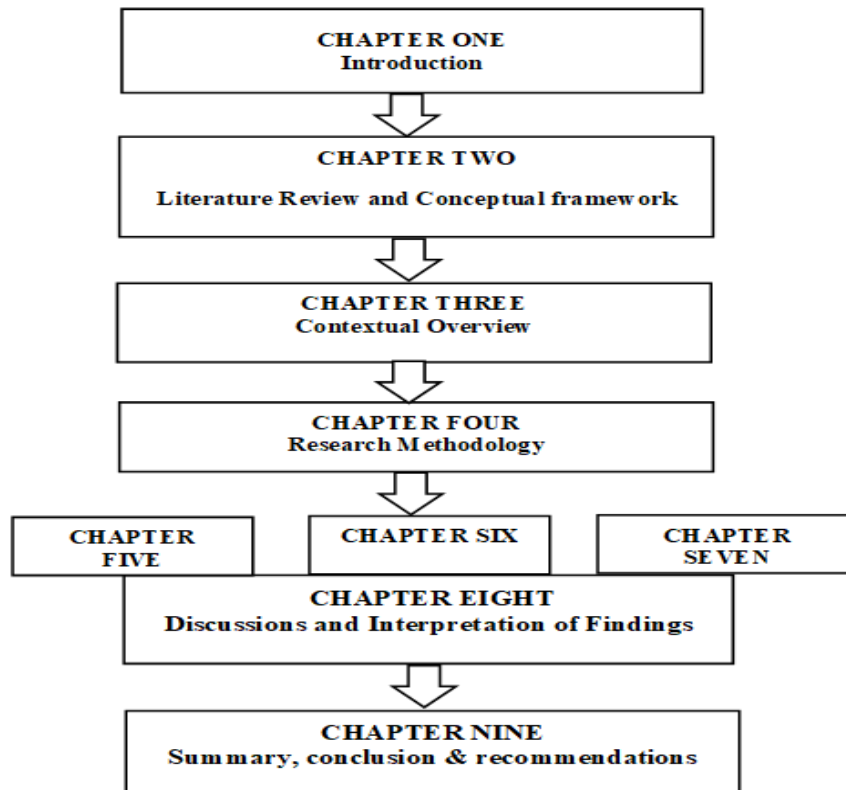 CHAPTER ONE
Introduction
CHAPTER TWO
Literature Review and Conceptual framework
CHAPTER THREE
Contextual Overview
CHAPTER FOUR
Research Methodology
CHAPTER
FIVE
CHAPTER SIX
CHAPTER
SEVEN
CHAPTER EIGHT
Discussions and Interpretation of Findings
CHAPTER NINE
Summary, conclusion & recommendations